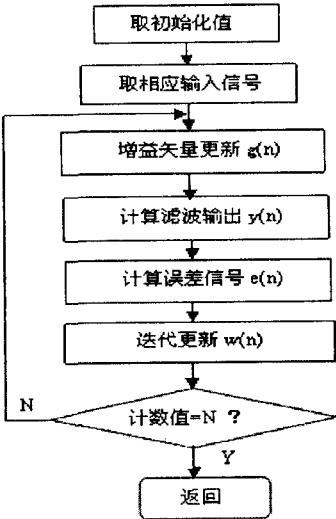 取初始化值
取相应输入信号
增益矢量更新 g(n)
计算滤波输出 y(n)
计算误差信号 e(n)
迭代更新 w(n)
N
计数值=N ?
Y
返回